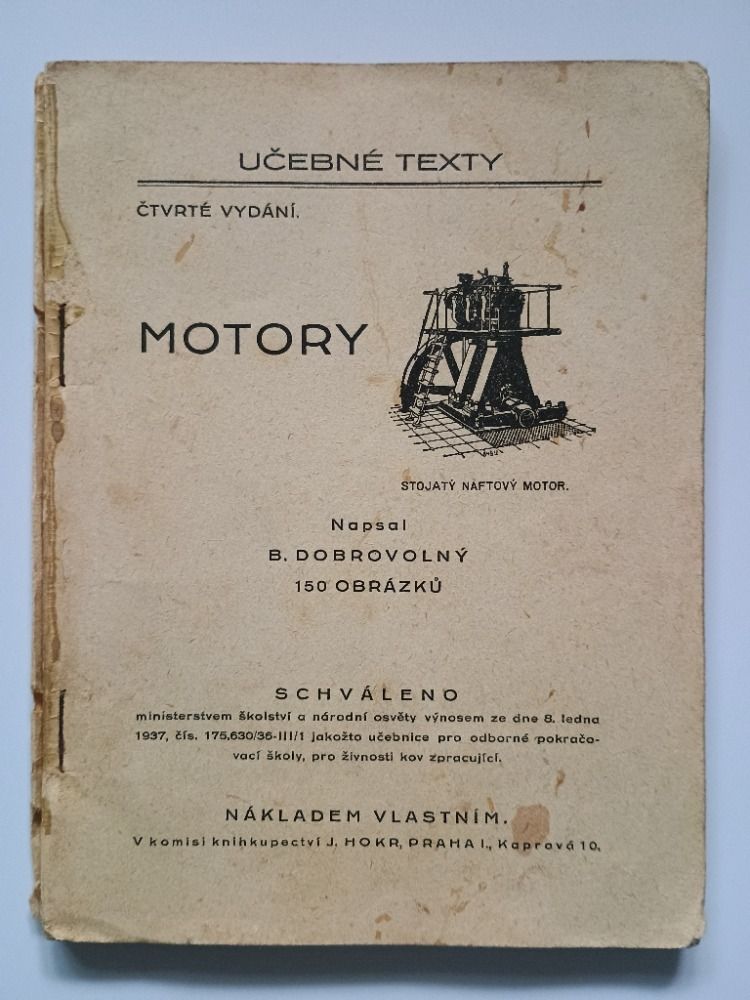 UČEBNÉ TEXTY
ČTVRTÉ VYDÁNÍ.
MOTORY
STOJATÝ NAFTOVÝ MOTOR.
Napsal
B. DOBROVOLNÝ
150 OBRÁZKŮ
SCHVÁLENO
ministerstvem školství a národní osvěty výnosem ze dne 8. ledna
1937, čís. 175.630/36-III/1 jakožto učebnice pro odborné pokračo-
vací školy, pro živnosti kov zpracující.
NÁKLADEM VLASTNÍM.
V komisi knihkupectví J. HOKR, PRAHA I., Kaprová 10.